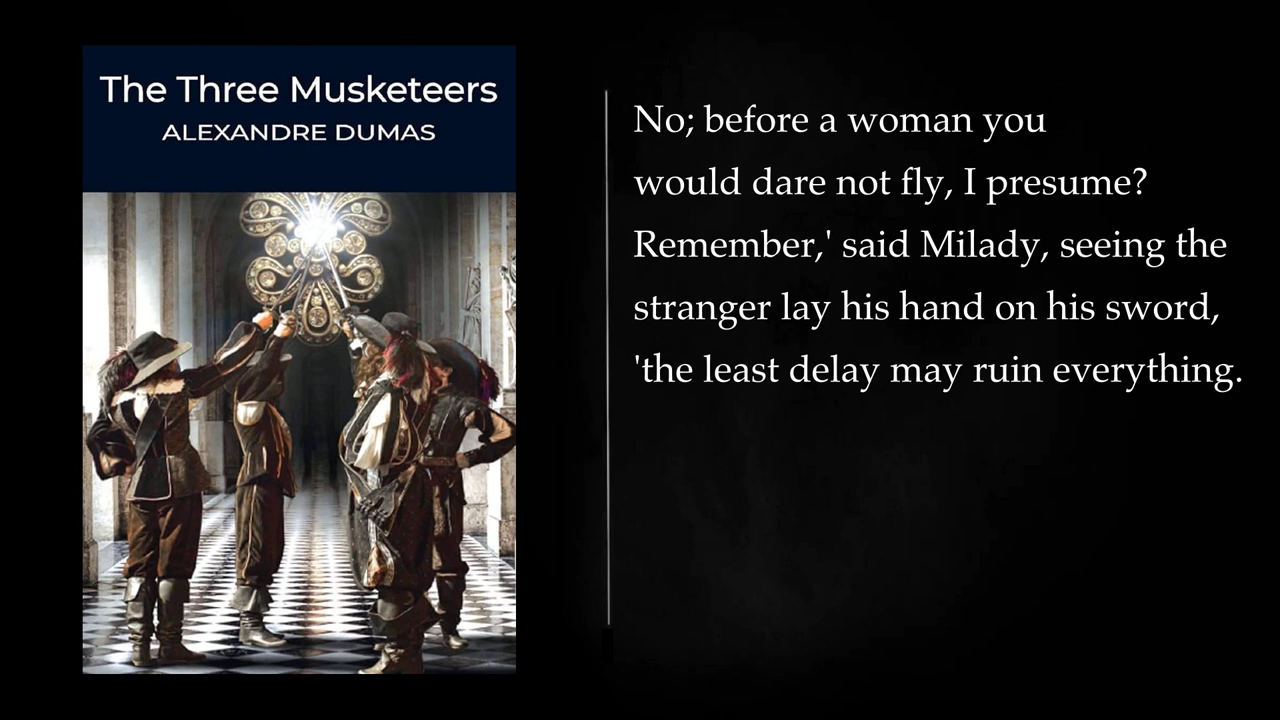 The Three Musketeers
ALEXANDRE DUMAS
No; before a woman you
would dare not fly, I presume?
Remember,' said Milady, seeing the
stranger lay his hand on his sword,
'the least delay may ruin everything.